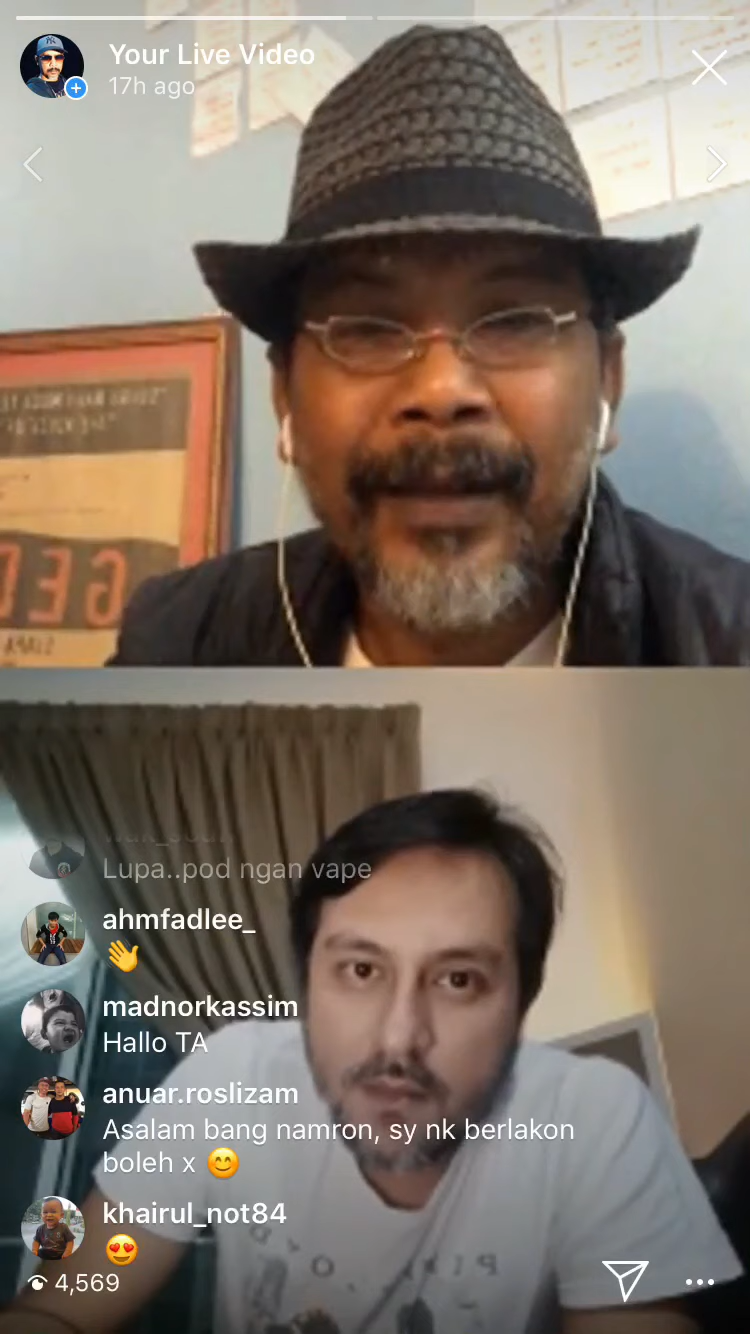 Your Live Video
17h ago
GED
Lupa..pod ngan vape
ahmfadlee_
👋
madnorkassim
Hallo TA
anuar.roslizam
Asalam bang namron, sy nk berlakon
boleh x 😊
khairul_not84
😍
4,569